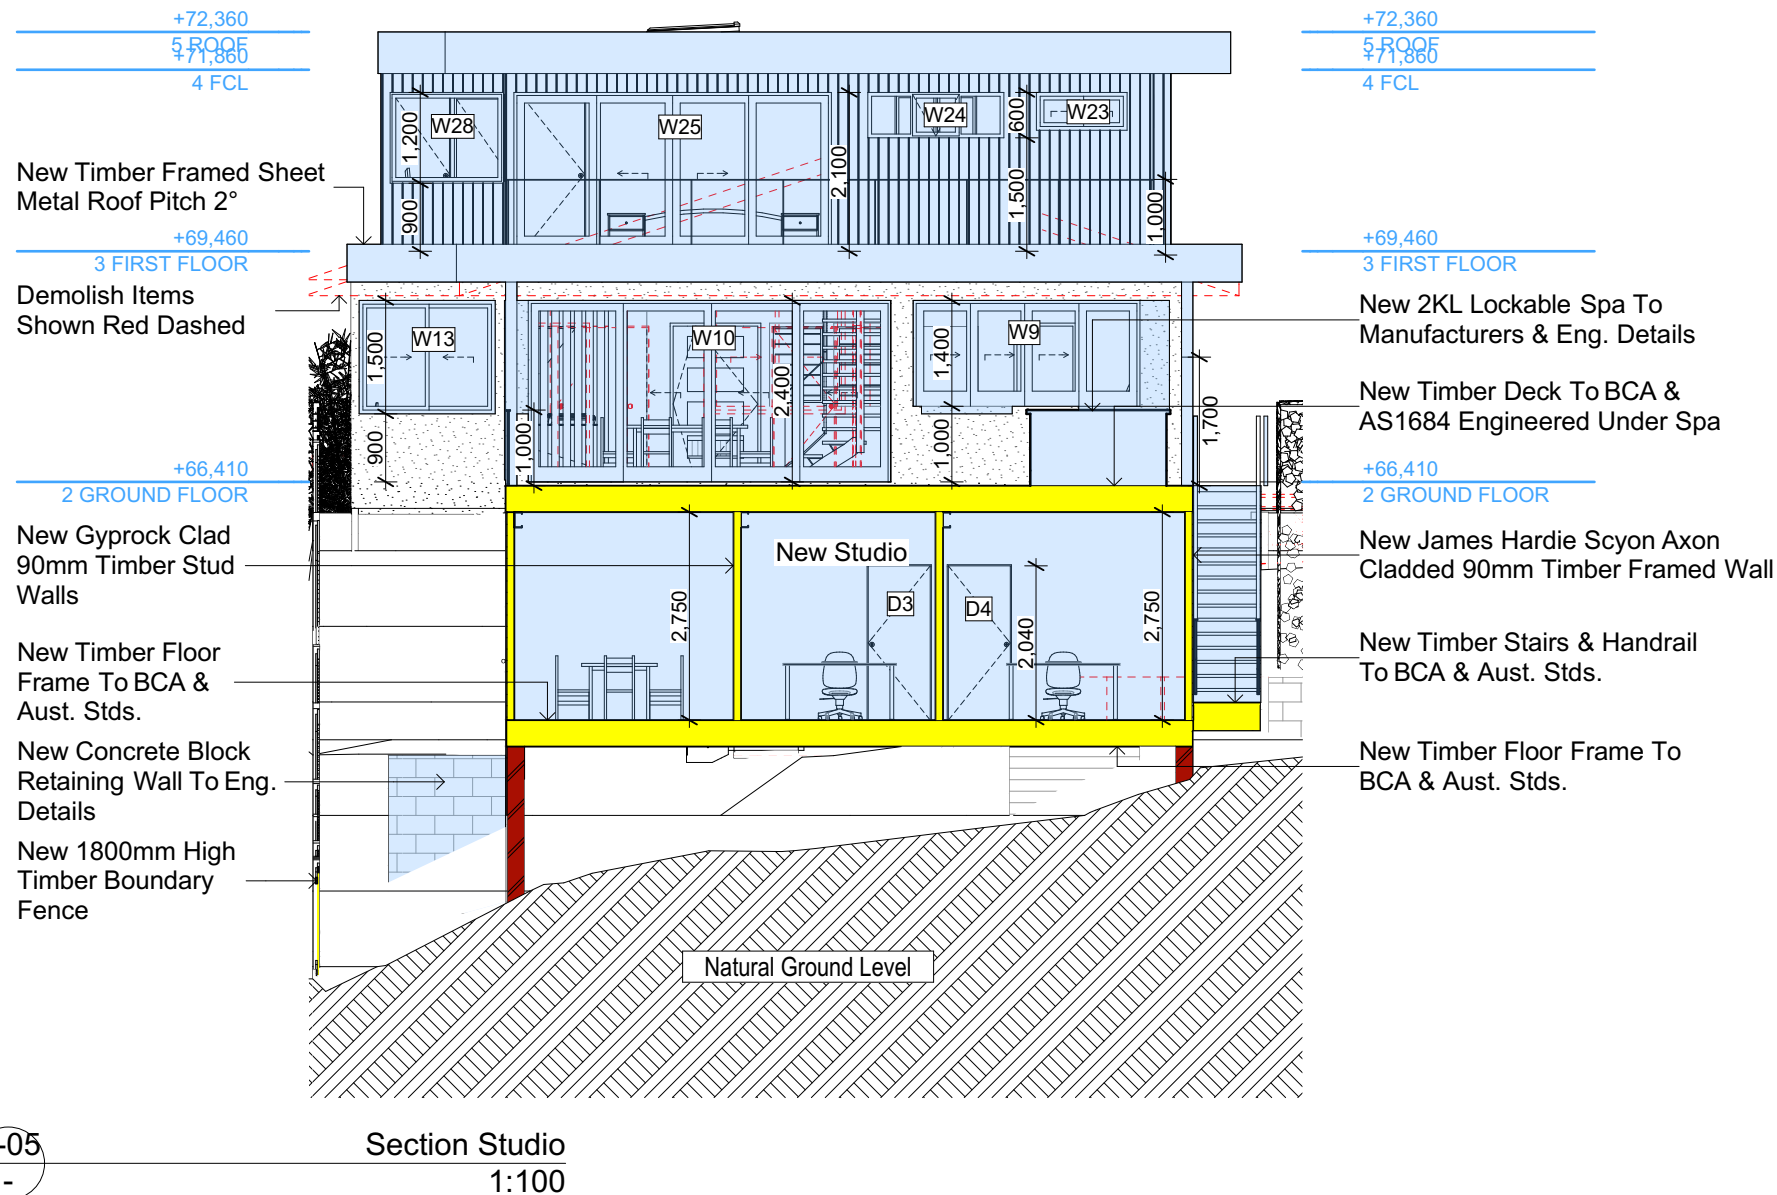 +72,360
5 ROOF
+71,860
4 FCL
+72,360
5 ROOF
+71,860
4 FCL
W28
W25
W24
W23
1,200
900
2,100
600
1,500
1,000
New Timber Framed Sheet
Metal Roof Pitch 2°
+69,460
3 FIRST FLOOR
+69,460
3 FIRST FLOOR
Demolish Items
Shown Red Dashed
W13
W10
W9
1,500
900
1,000
2,400
1,400
1,000
1,700
New 2KL Lockable Spa To
Manufacturers & Eng. Details
New Timber Deck To BCA &
AS1684 Engineered Under Spa
+66,410
2 GROUND FLOOR
+66,410
2 GROUND FLOOR
New Gyprock Clad
90mm Timber Stud
Walls
New Studio
D3
D4
2,750
2,040
2,750
New James Hardie Scyon Axon
Cladded 90mm Timber Framed Wall
New Timber Floor
Frame To BCA &
Aust. Stds.
New Timber Stairs & Handrail
To BCA & Aust. Stds.
New Concrete Block
Retaining Wall To Eng.
Details
New Timber Floor Frame To
BCA & Aust. Stds.
New 1800mm High
Timber Boundary
Fence
Natural Ground Level
-05
-
Section Studio
1:100